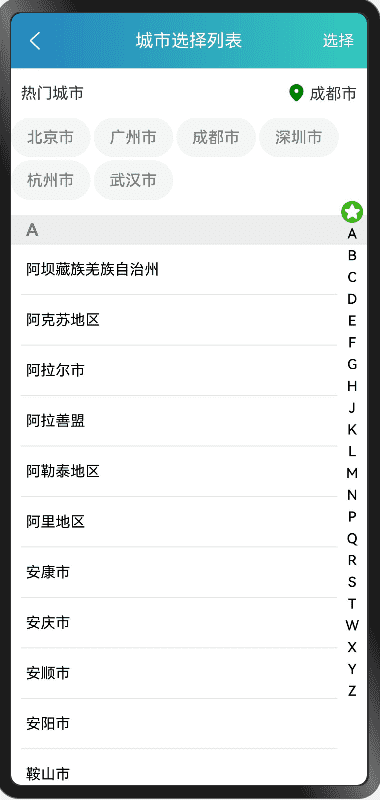 城市选择列表 选择
热门城市 成都市
北京市 广州市 成都市 深圳市
杭州市 武汉市
A
阿坝藏族羌族自治州
阿克苏地区
阿拉尔市
阿拉善盟
阿勒泰地区
阿里地区
安康市
安庆市
安顺市
安阳市
鞍山市
A
B
C
D
E
F
G
H
J
K
L
M
N
P
Q
R
S
T
W
X
Y
Z